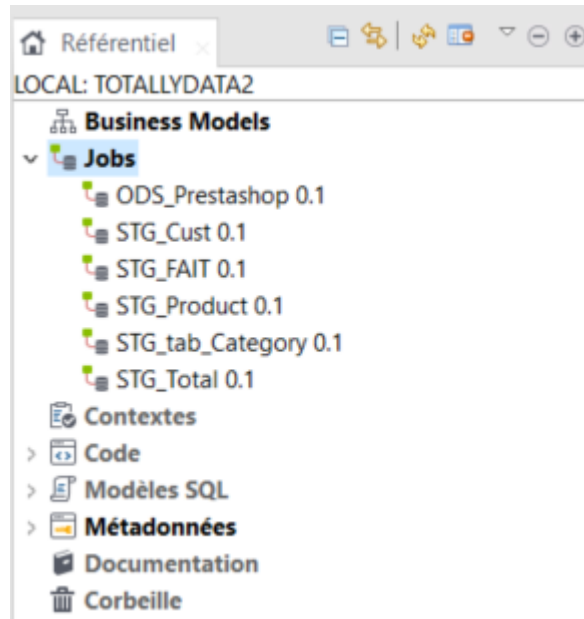 Référentiel
LOCAL: TOTALLYDATA2
Business Models
Jobs
ODS_Prestashop 0.1
STG_Cust 0.1
STG_FAIT 0.1
STG_Product 0.1
STG_tab_Category 0.1
STG_Total 0.1
Contextes
Code
Modèles SQL
Métadonnées
Documentation
Corbeille